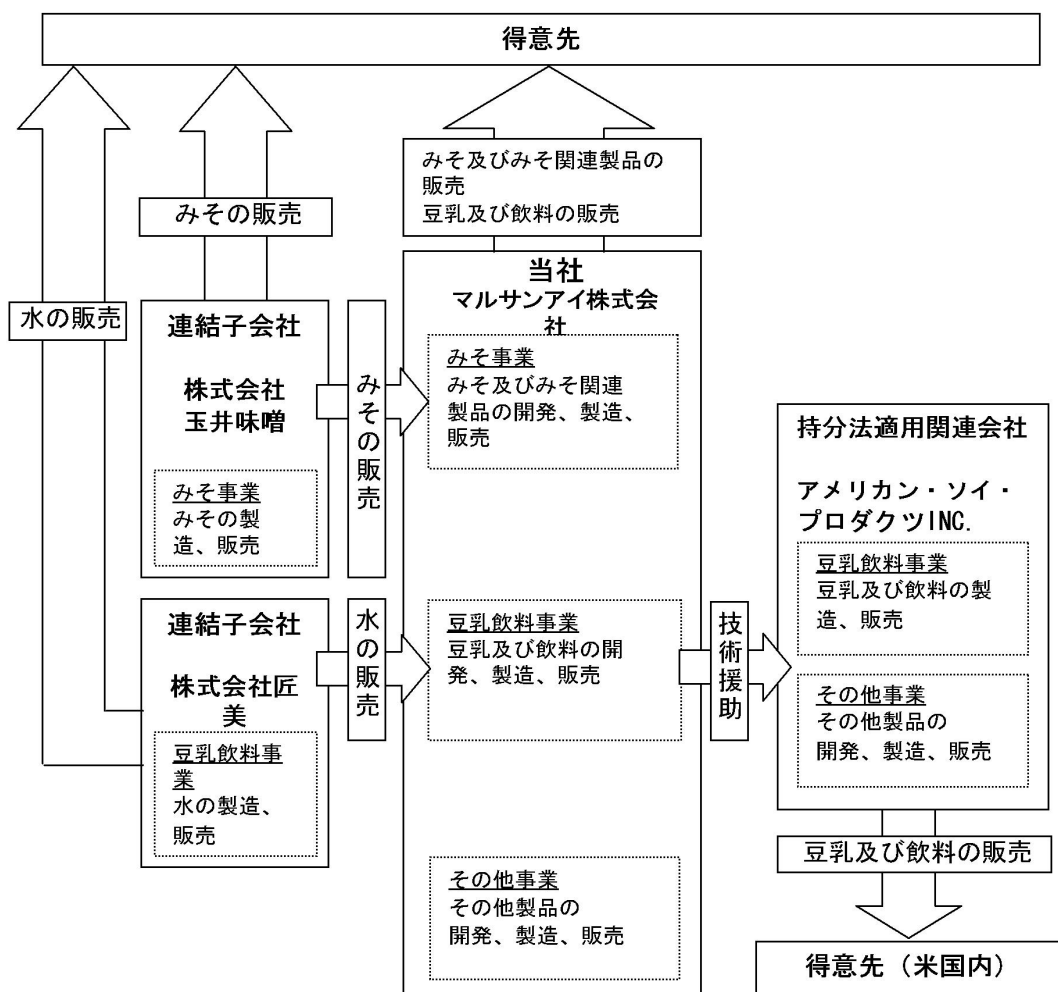 得意先
みそ及びみそ関連製品の
販売
豆乳及び飲料の販売
みその販売
水の販売
連結子会社
株式会社
玉井味噌
みそ事業
みその製
造、販売
みその販売
当社
マルサンアイ株式会
社
みそ事業
みそ及びみそ関連
製品の開発、製造、
販売
連結子会社
株式会社匠
美
豆乳飲料事
業
水の製造、
販売
水の販売
豆乳飲料事業
豆乳及び飲料の開
発、製造、販売
その他事業
その他製品の
開発、製造、販売
技術援助
持分法適用関連会社
アメリカン・ソイ・
プロダクツINC.
豆乳飲料事業
豆乳及び飲料の製
造、販売
その他事業
その他製品の
開発、製造、販売
豆乳及び飲料の販売
得意先（米国内）